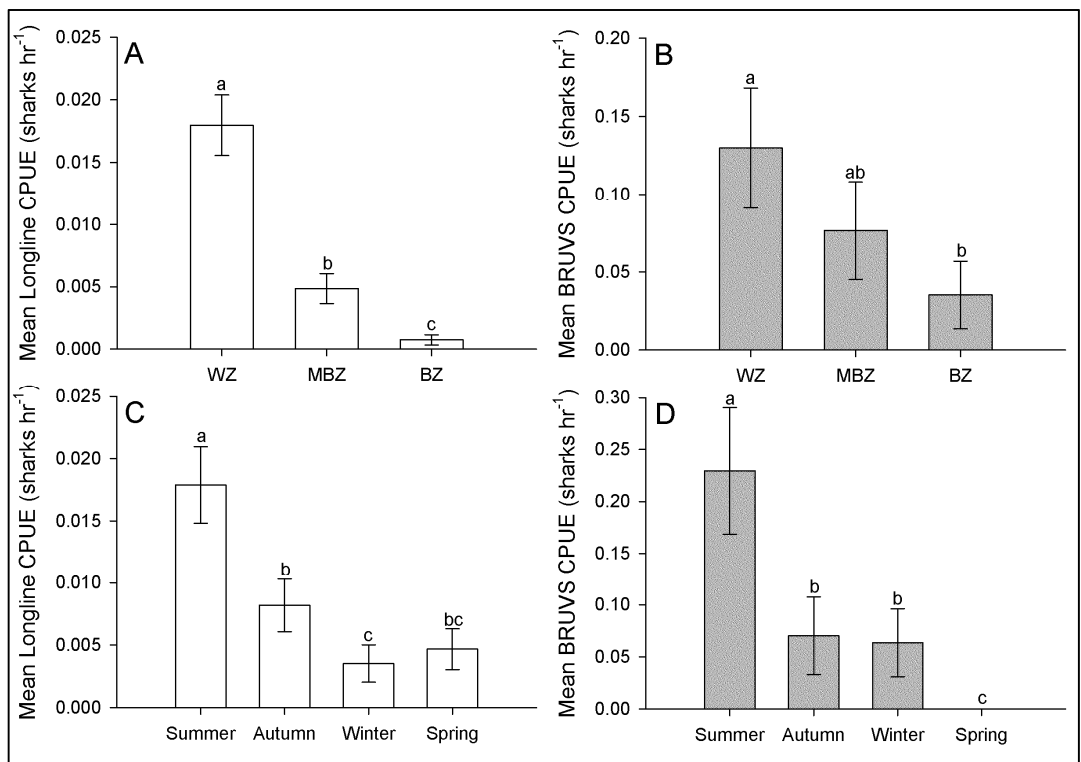 A
Mean Longline CPUE (sharks hr⁻¹)
0.025
0.020
0.015
0.010
0.005
0.000
a
b
c
WZ MBZ BZ
B
Mean BRUVS CPUE (sharks hr⁻¹)
0.20
0.15
0.10
0.05
0.00
a
ab
b
WZ MBZ BZ
C
Mean Longline CPUE (sharks hr⁻¹)
0.025
0.020
0.015
0.010
0.005
0.000
a
b
c
bc
Summer Autumn Winter Spring
D
Mean BRUVS CPUE (sharks hr⁻¹)
0.30
0.25
0.20
0.15
0.10
0.05
0.00
a
b
b
c
Summer Autumn Winter Spring